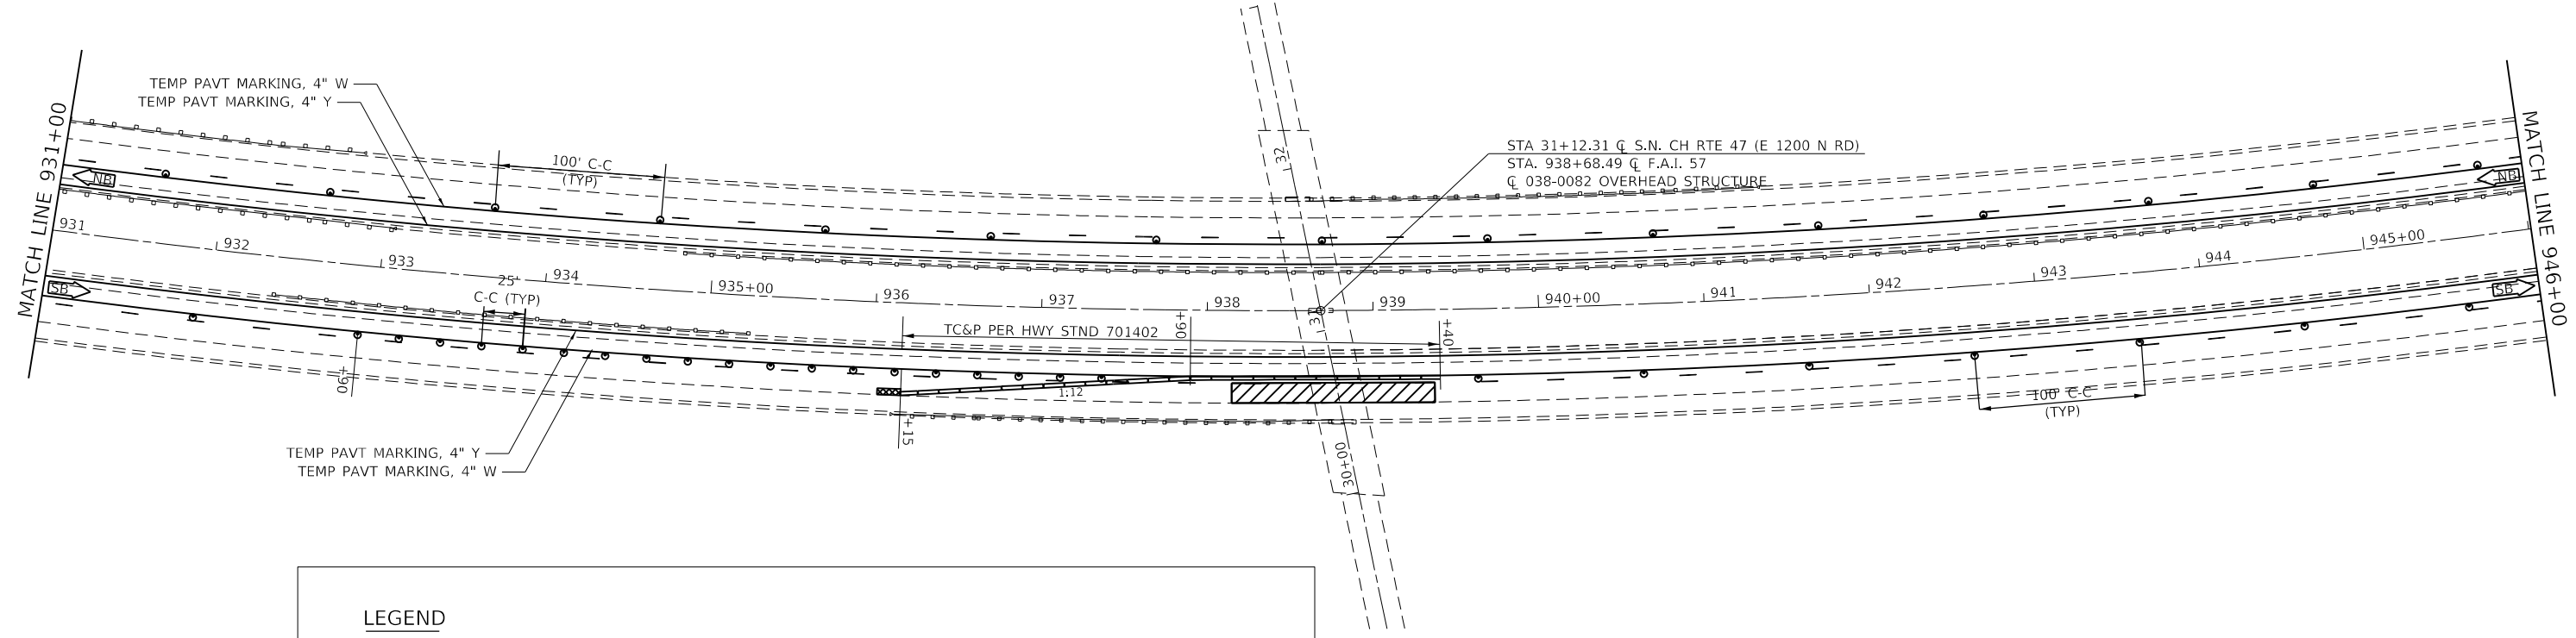 TEMP PAVT MARKING, 4" W
TEMP PAVT MARKING, 4" Y
MATCH LINE 931+00
NB
100' C-C
(TYP)
32
STA 31+12.31 ℄ S.N. CH RTE 47 (E 1200 N RD)
STA. 938+68.49 ℄ F.A.I. 57
℄ 038-0082 OVERHEAD STRUCTURE
NB
MATCH LINE 946+00
931
932
933
934
935+00
936
937
938
939
940+00
941
942
943
944
945+00
SB
25'
C-C (TYP)
+90
TC&P PER HWY STND 701402
+90
31
+40
SB
1:12
+15
100' C-C
(TYP)
30+00
TEMP PAVT MARKING, 4" Y
TEMP PAVT MARKING, 4" W
LEGEND